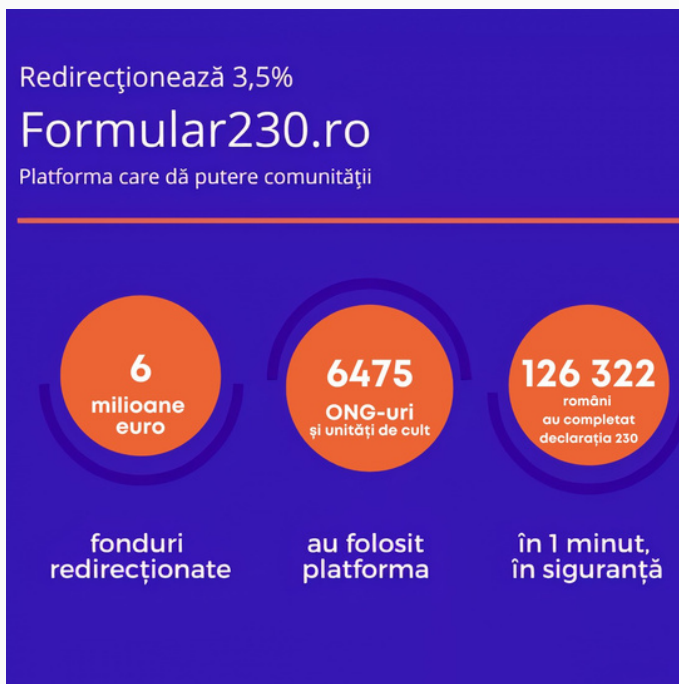 Redirecţionează 3,5%
Formular230.ro
Platforma care dă putere comunităţii
6
milioane
euro
fonduri
redirecționate
6475
ONG-uri
și unități de cult
au folosit
platforma
126 322
români
au completat
declarația 230
în 1 minut,
în siguranță